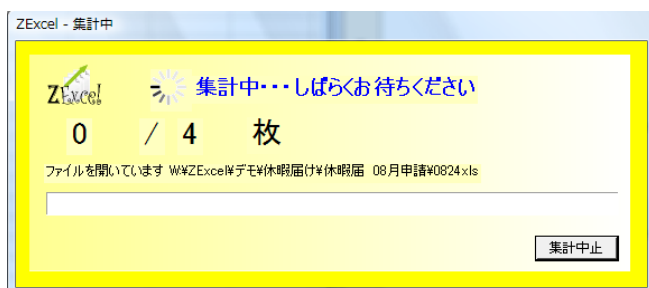 ZExcel - 集計中
ZExcel 集計中・・・しばらくお待ちください
0 / 4 枚
ファイルを開いています W:¥ZExcel¥デモ¥休暇届け¥休暇届 08月申請¥0824.xls
集計中止